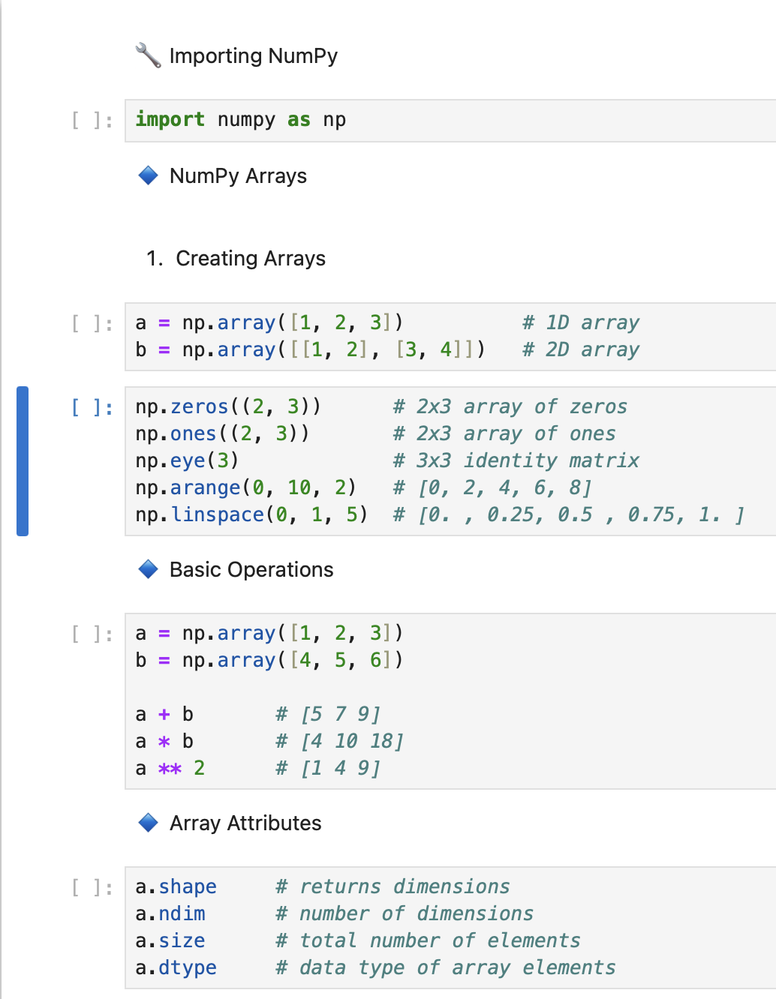 🔧 Importing NumPy
[ ]: import numpy as np
🔷 NumPy Arrays
1. Creating Arrays
[ ]: a = np.array([1, 2, 3])          # 1D array
b = np.array([[1, 2], [3, 4]])   # 2D array
[ ]: np.zeros((2, 3))      # 2x3 array of zeros
np.ones((2, 3))       # 2x3 array of ones
np.eye(3)             # 3x3 identity matrix
np.arange(0, 10, 2)   # [0, 2, 4, 6, 8]
np.linspace(0, 1, 5)  # [0. , 0.25, 0.5 , 0.75, 1. ]
🔷 Basic Operations
[ ]: a = np.array([1, 2, 3])
b = np.array([4, 5, 6])
a + b       # [5 7 9]
a * b       # [4 10 18]
a ** 2      # [1 4 9]
🔷 Array Attributes
[ ]: a.shape     # returns dimensions
a.ndim      # number of dimensions
a.size      # total number of elements
a.dtype     # data type of array elements